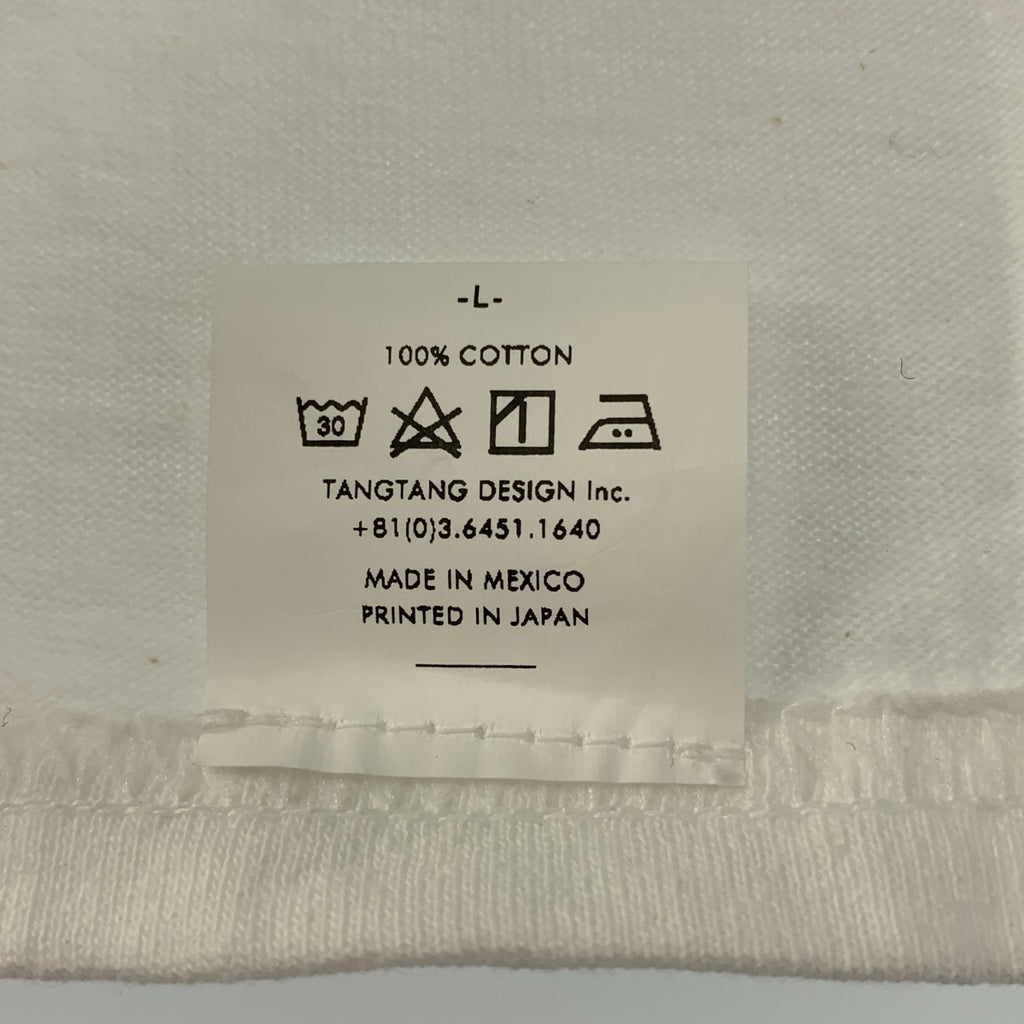 -L-
100% COTTON
30
TANGTANG DESIGN Inc.
+81(0)3.6451.1640
MADE IN MEXICO
PRINTED IN JAPAN